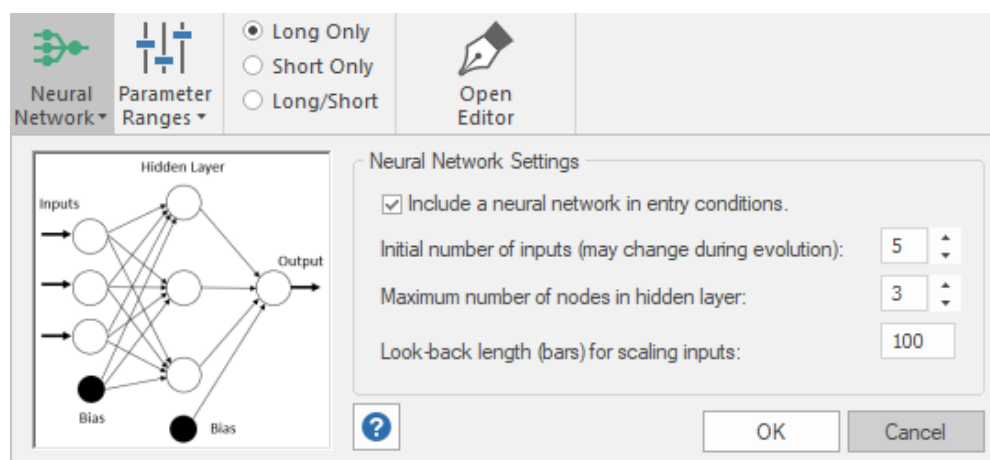 Neural
Network
Parameter
Ranges
Long Only
Short Only
Long/Short
Open
Editor
Hidden Layer
Inputs
Output
Bias
Bias
Neural Network Settings
Include a neural network in entry conditions.
Initial number of inputs (may change during evolution): 5
Maximum number of nodes in hidden layer: 3
Look-back length (bars) for scaling inputs: 100
?
OK
Cancel